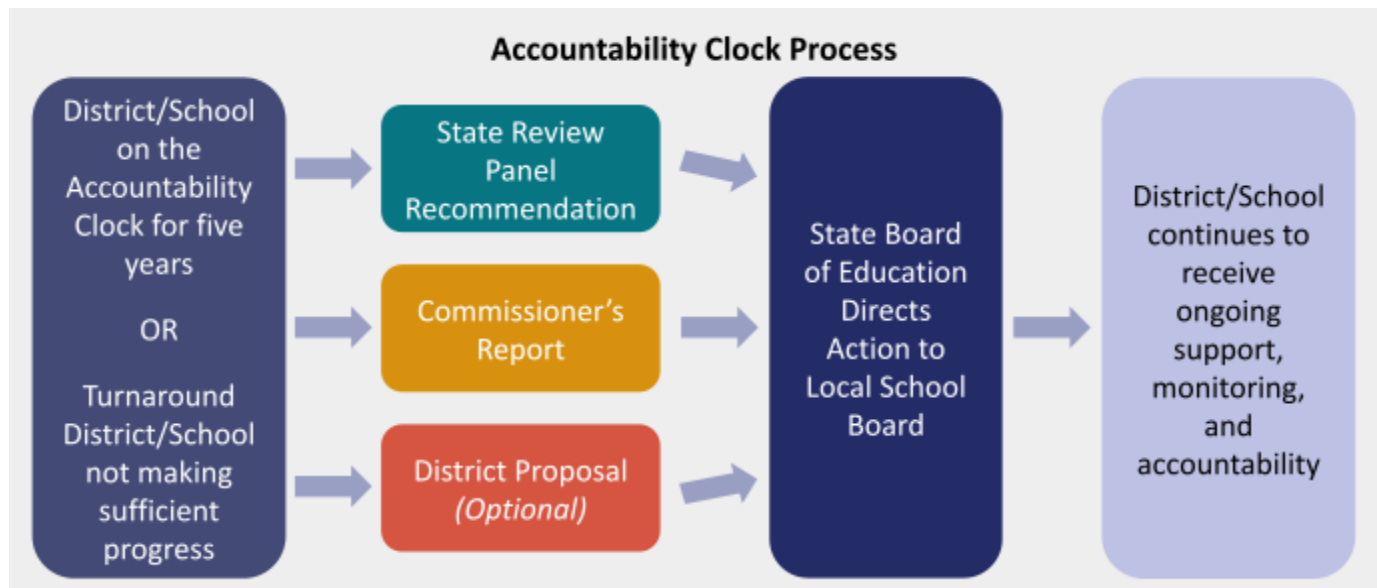 Accountability Clock Process
District/School
on the
Accountability
Clock for five
years
OR
Turnaround
District/School
not making
sufficient
progress
State Review
Panel
Recommendation
Commissioner’s
Report
District Proposal
(Optional)
State Board
of Education
Directs
Action to
Local School
Board
District/School
continues to
receive
ongoing
support,
monitoring,
and
accountability